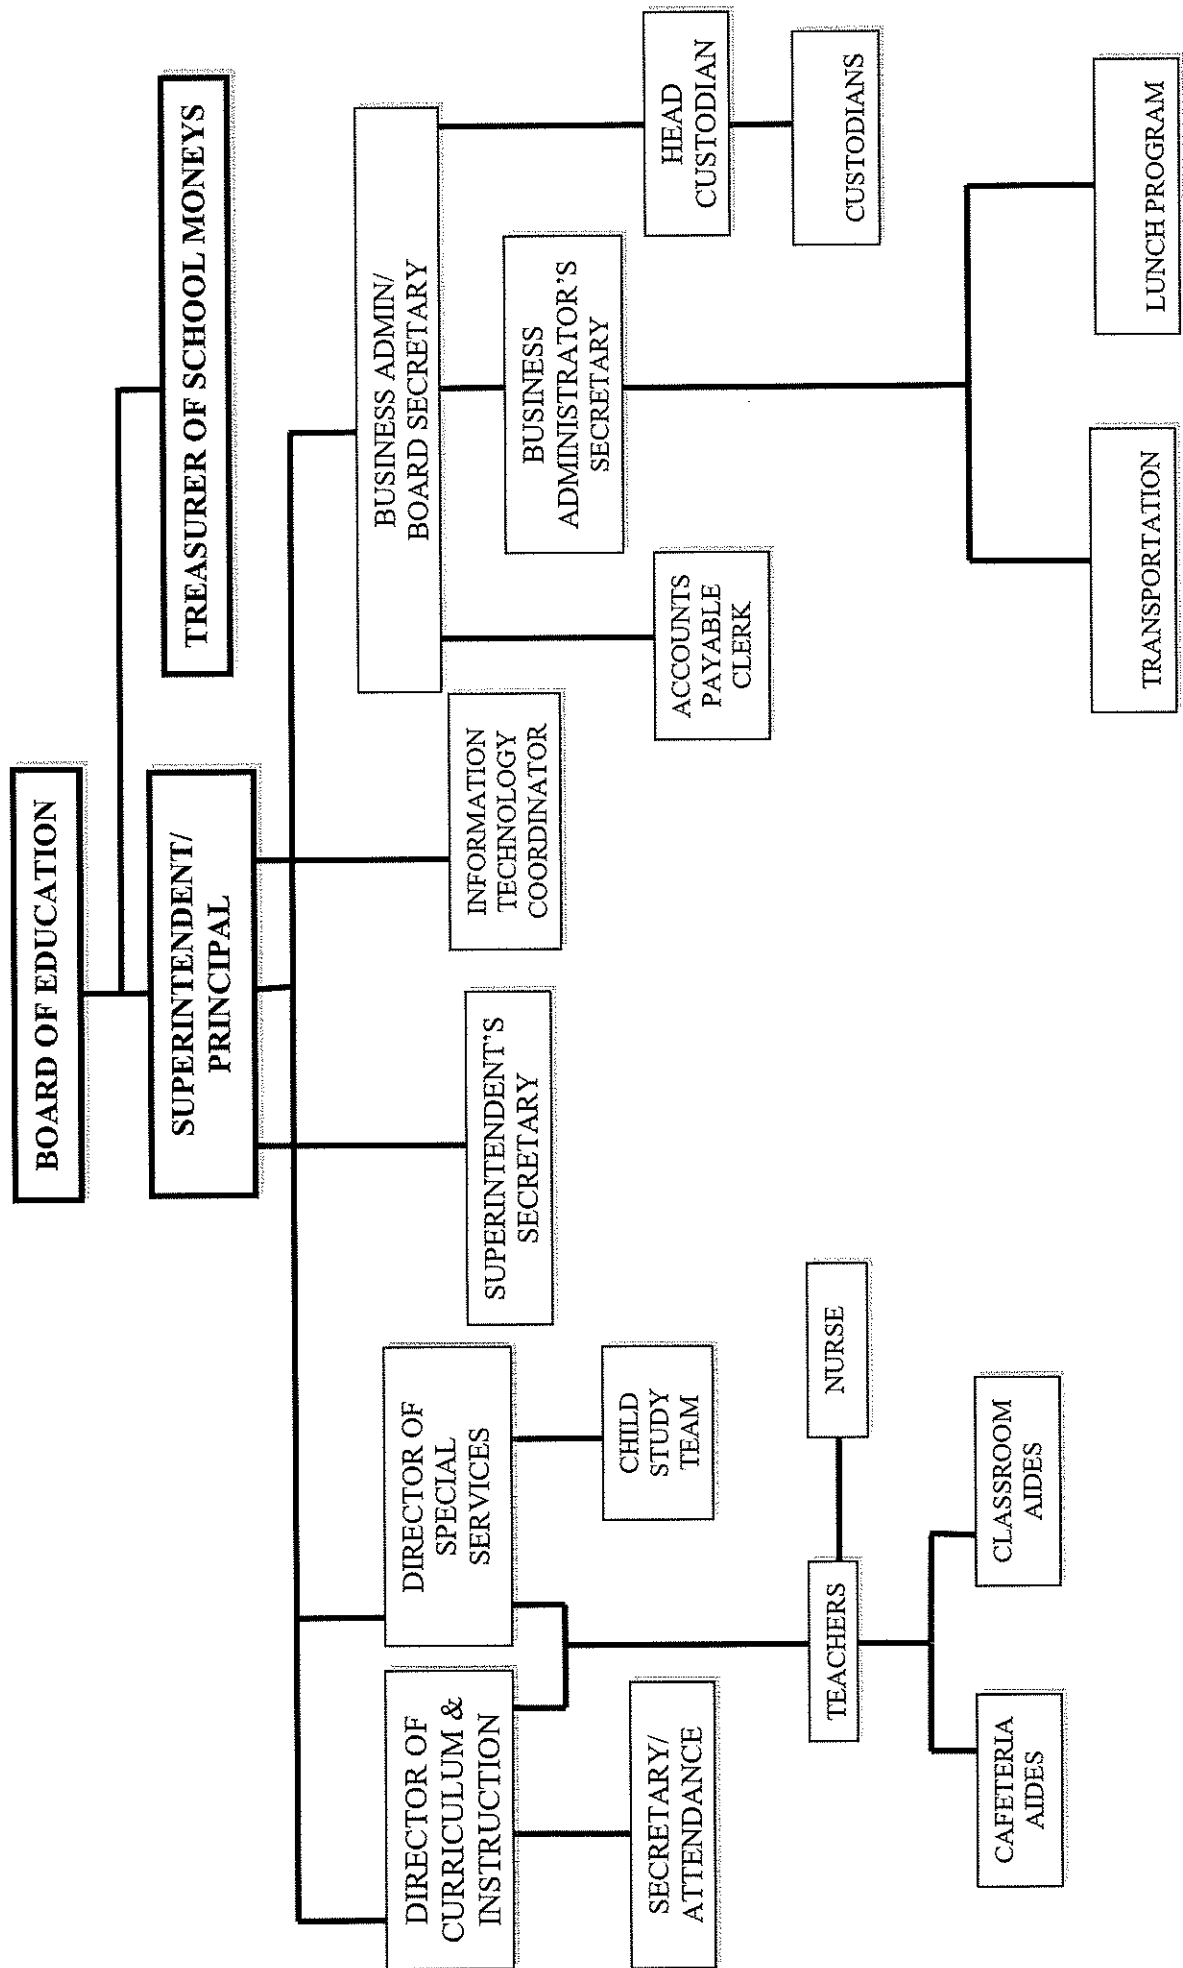 BOARD OF EDUCATION
TREASURER OF SCHOOL MONEYS
SUPERINTENDENT/
PRINCIPAL
DIRECTOR OF
CURRICULUM &
INSTRUCTION
DIRECTOR OF
SPECIAL
SERVICES
SUPERINTENDENT'S
SECRETARY
INFORMATION
TECHNOLOGY
COORDINATOR
BUSINESS ADMIN/
BOARD SECRETARY
SECRETARY/
ATTENDANCE
CHILD
STUDY
TEAM
ACCOUNTS
PAYABLE
CLERK
BUSINESS
ADMINISTRATOR'S
SECRETARY
HEAD
CUSTODIAN
CUSTODIANS
TEACHERS
NURSE
CAFETERIA
AIDES
CLASSROOM
AIDES
TRANSPORTATION
LUNCH PROGRAM